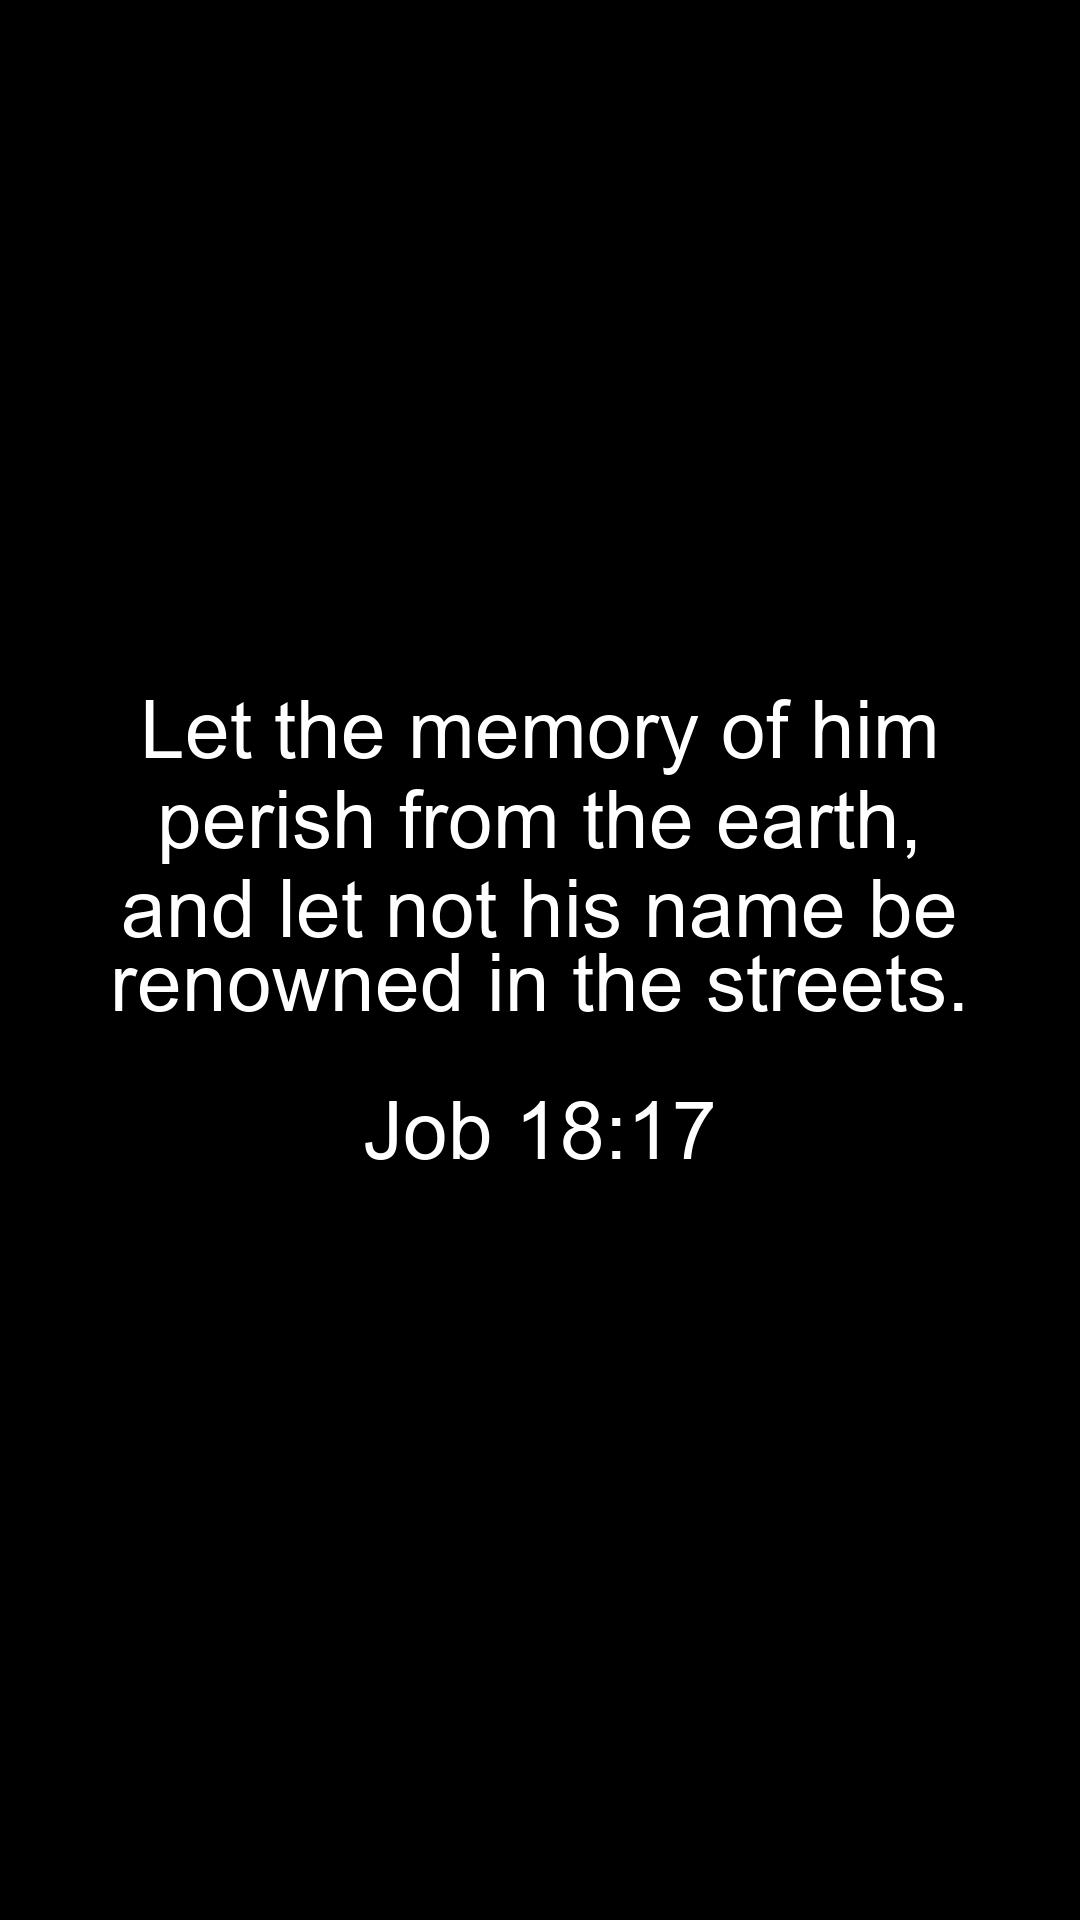 Let the memory of him
perish from the earth,
and let not his name be
renowned in the streets.
Job 18:17